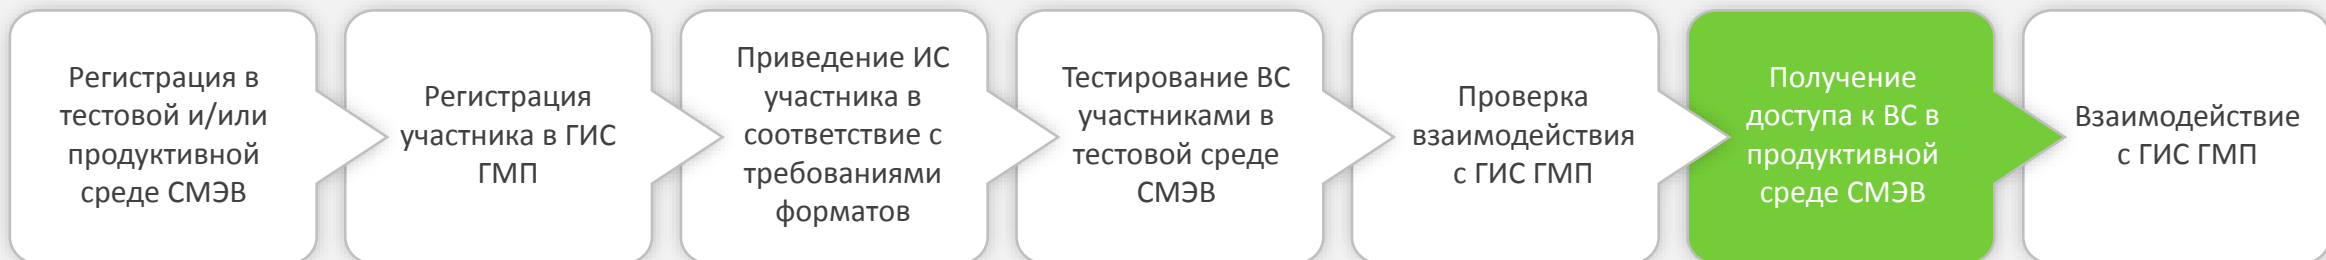 Регистрация в
тестовой и/или
продуктивной
среде СМЭВ
Регистрация
участника в ГИС
ГМП
Приведение ИС
участника в
соответствие с
требованиями
форматов
Тестирование ВС
участниками в
тестовой среде
СМЭВ
Проверка
взаимодействия
с ГИС ГМП
Получение
доступа к ВС в
продуктивной
среде СМЭВ
Взаимодействие
с ГИС ГМП